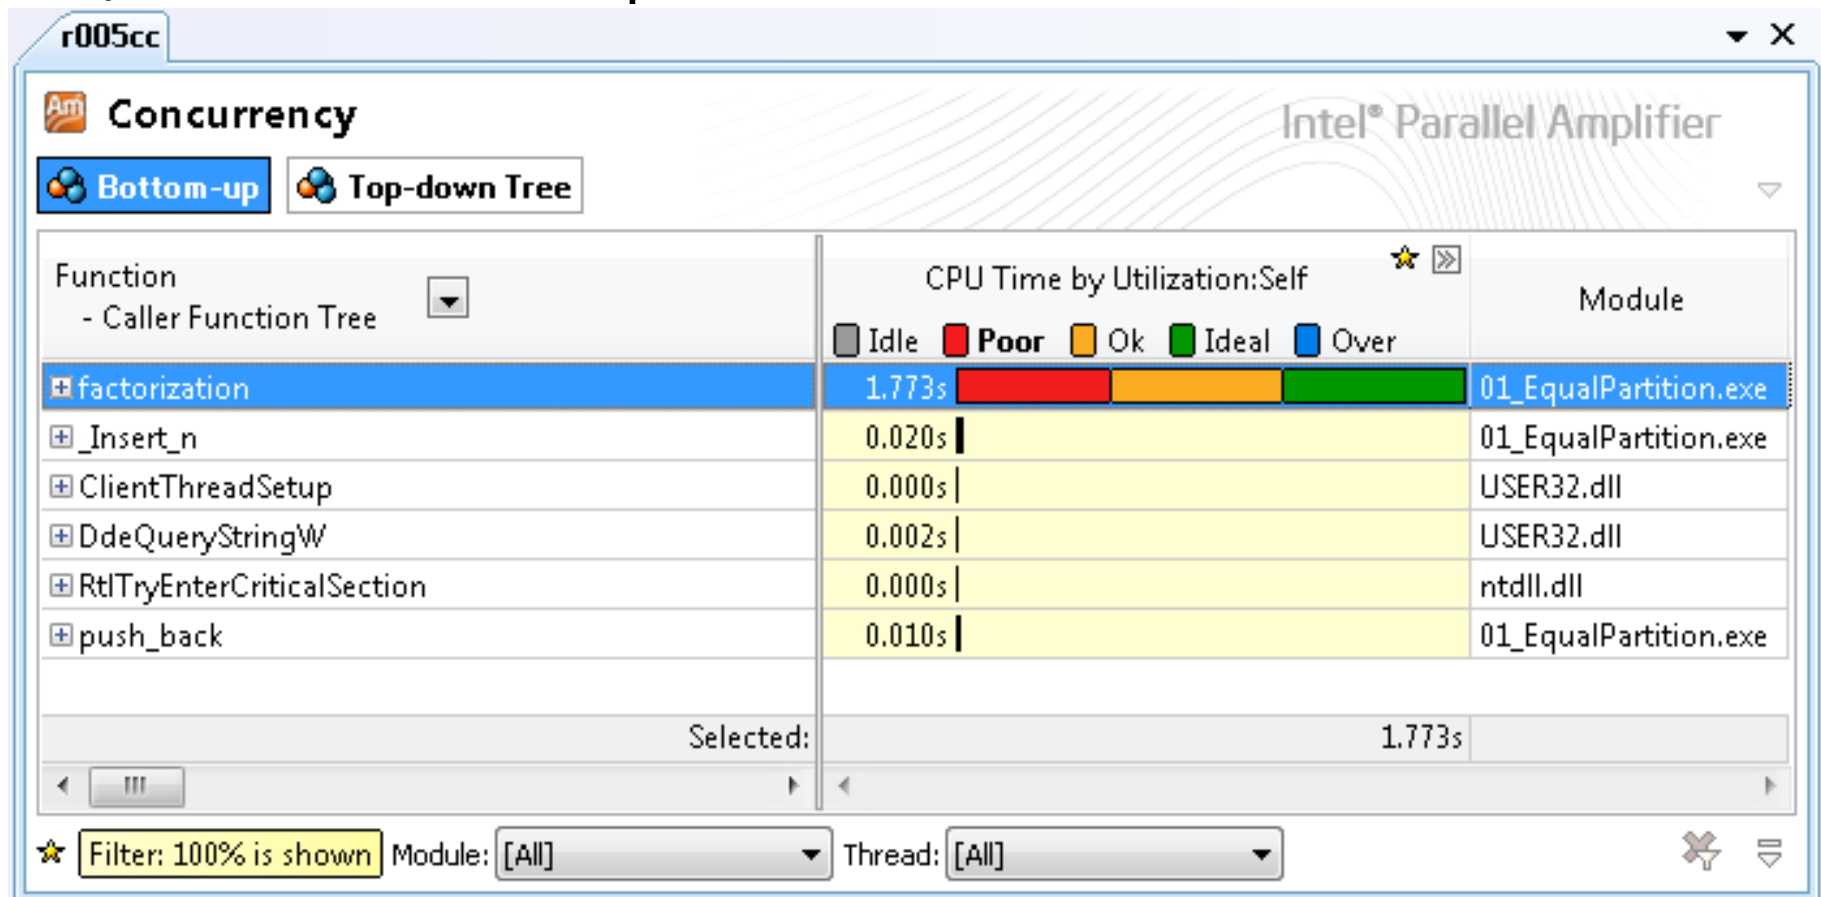 r005cc
Am Concurrency
Intel® Parallel Amplifier
Bottom-up Top-down Tree
Function
- Caller Function Tree
CPU Time by Utilization:Self
Idle Poor Ok Ideal Over
Module
factorization 1.773s 01_EqualPartition.exe
_Insert_n 0.020s 01_EqualPartition.exe
ClientThreadSetup 0.000s USER32.dll
DdeQueryStringW 0.002s USER32.dll
RtlTryEnterCriticalSection 0.000s ntdll.dll
push_back 0.010s 01_EqualPartition.exe
Selected: 1.773s
Filter: 100% is shown Module: [All] Thread: [All]